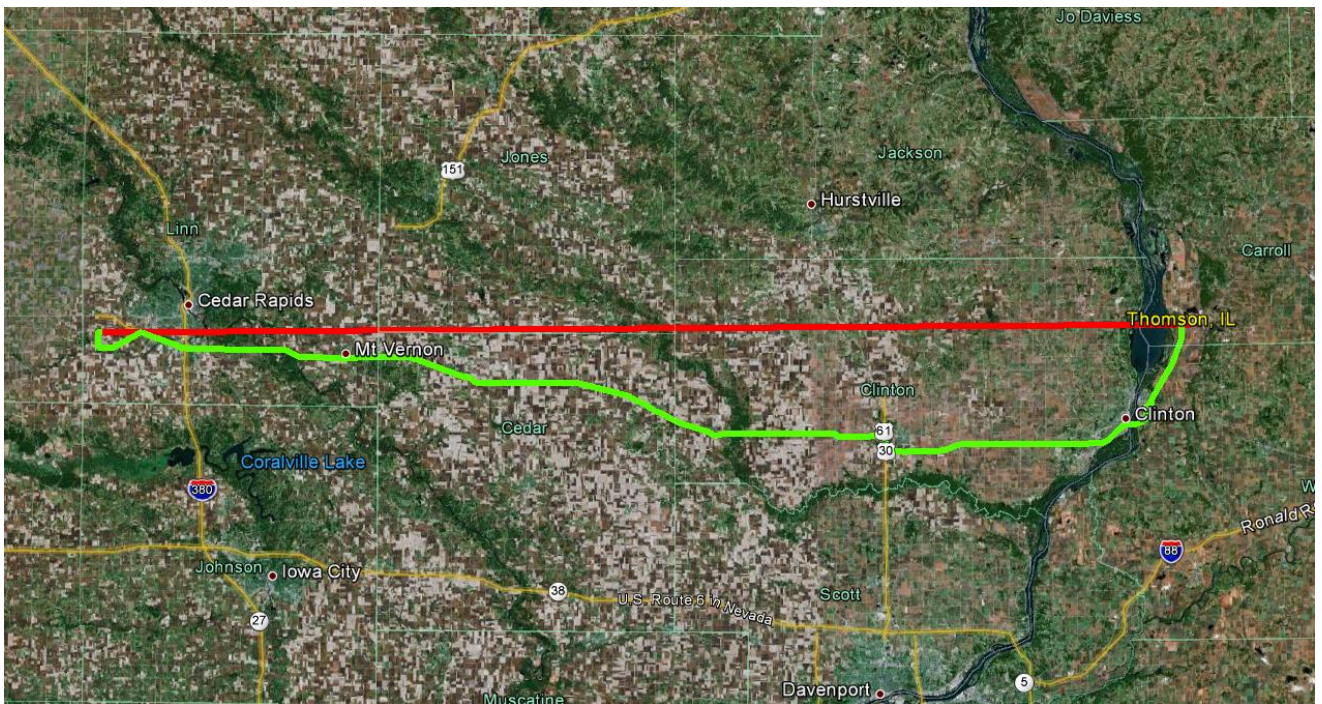 Jo Daviess
Jones
151
Jackson
Hurstville
Linn
Carroll
Cedar Rapids
Thomson, IL
Mt Vernon
Clinton
Clinton
Cedar
61
30
Coralville Lake
380
W
Ronald R
88
Johnson
Iowa City
38
U.S. Route 6 in Nevada
Scott
27
5
Davenport
Muscatine